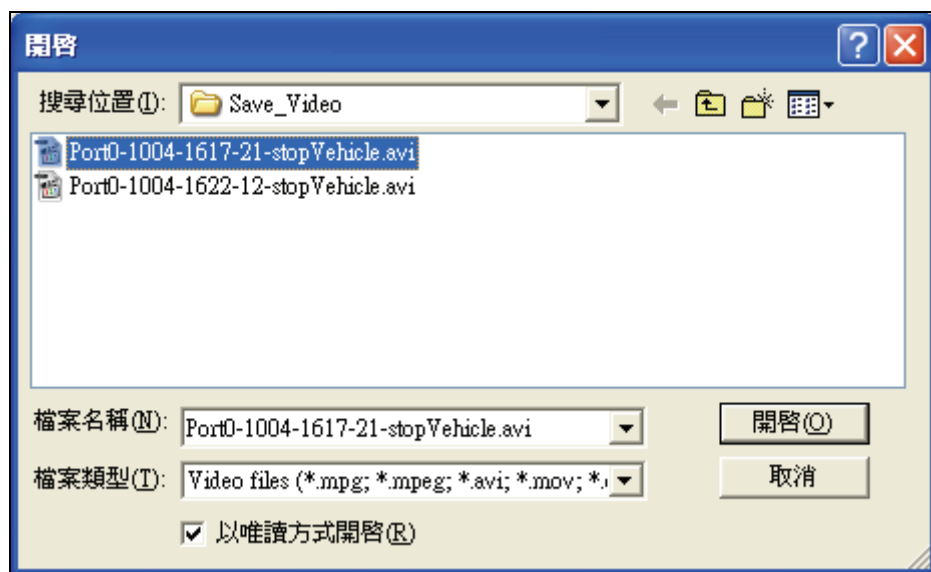 開啓
搜尋位置(I): Save_Video
Port0-1004-1617-21-stopVehicle.avi
Port0-1004-1622-12-stopVehicle.avi
檔案名稱(N): Port0-1004-1617-21-stopVehicle.avi 開啓(O)
檔案類型(T): Video files (*.mpg; *.mpeg; *.avi; *.mov; *. 取消
以唯讀方式開啓(R)